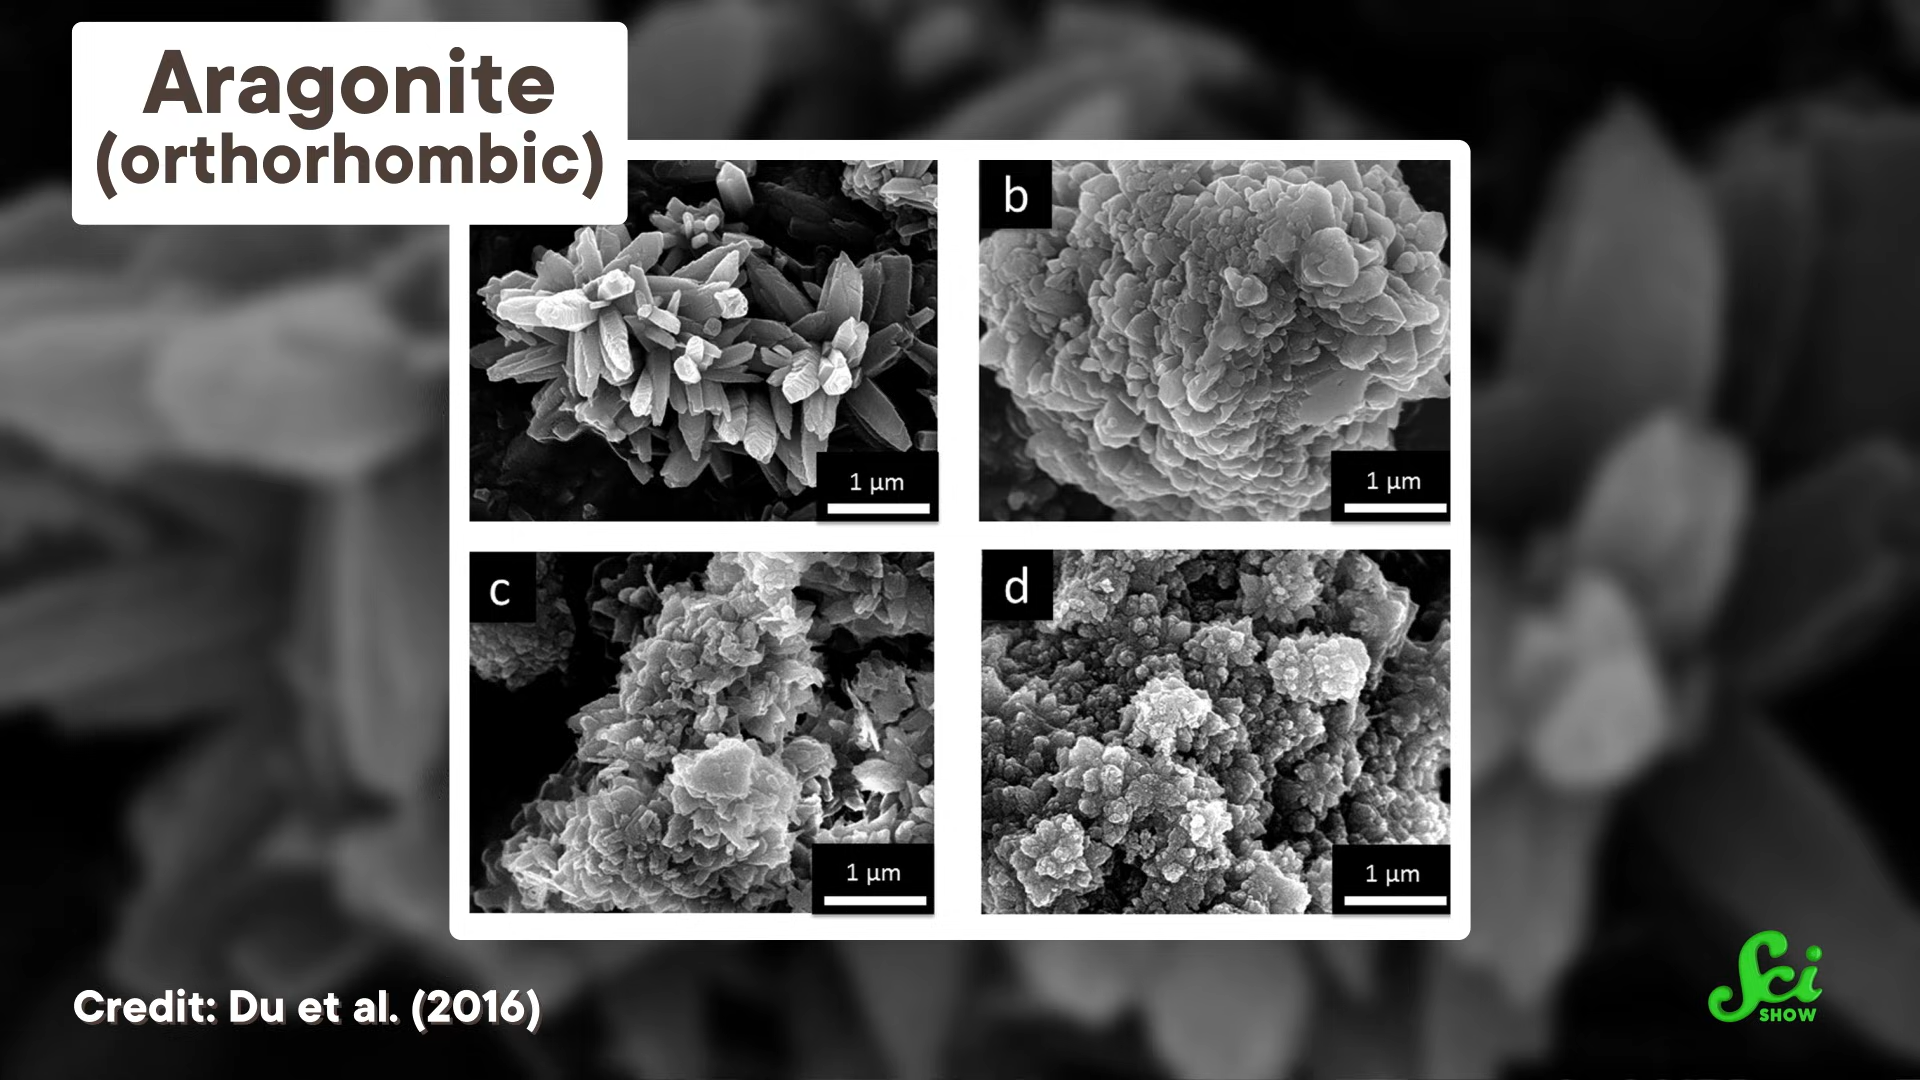 Aragonite
(orthorhombic)
b
1 µm
1 µm
c
d
1 µm
1 µm
Credit: Du et al. (2016)
Sci
SHOW